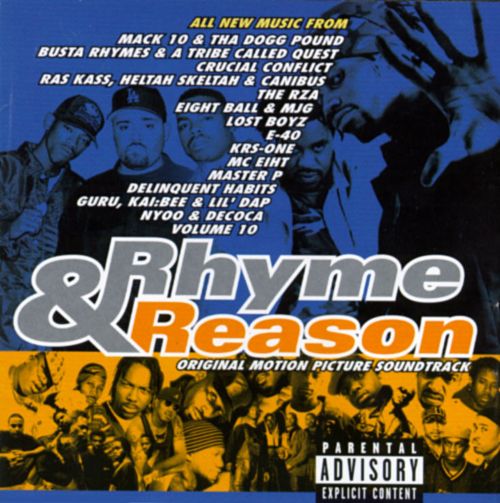 ALL NEW MUSIC FROM
MACK 10 & THA DOGG POUND
BUSTA RHYMES & A TRIBE CALLED QUEST
CRUCIAL CONFLICT
RAS KASS, HELTAH SKELTAH & CANIBUS
THE RZA
EIGHT BALL & MJG
LOST BOYZ
E-40
KRS-ONE
MC EIHT
MASTER P
DELINQUENT HABITS
GURU, KAI:BEE & LIL' DAP
NYOO & DECOCA
VOLUME 10
Rhyme
& Reason
ORIGINAL MOTION PICTURE SOUNDTRACK
PARENTAL
ADVISORY
EXPLICIT CONTENT